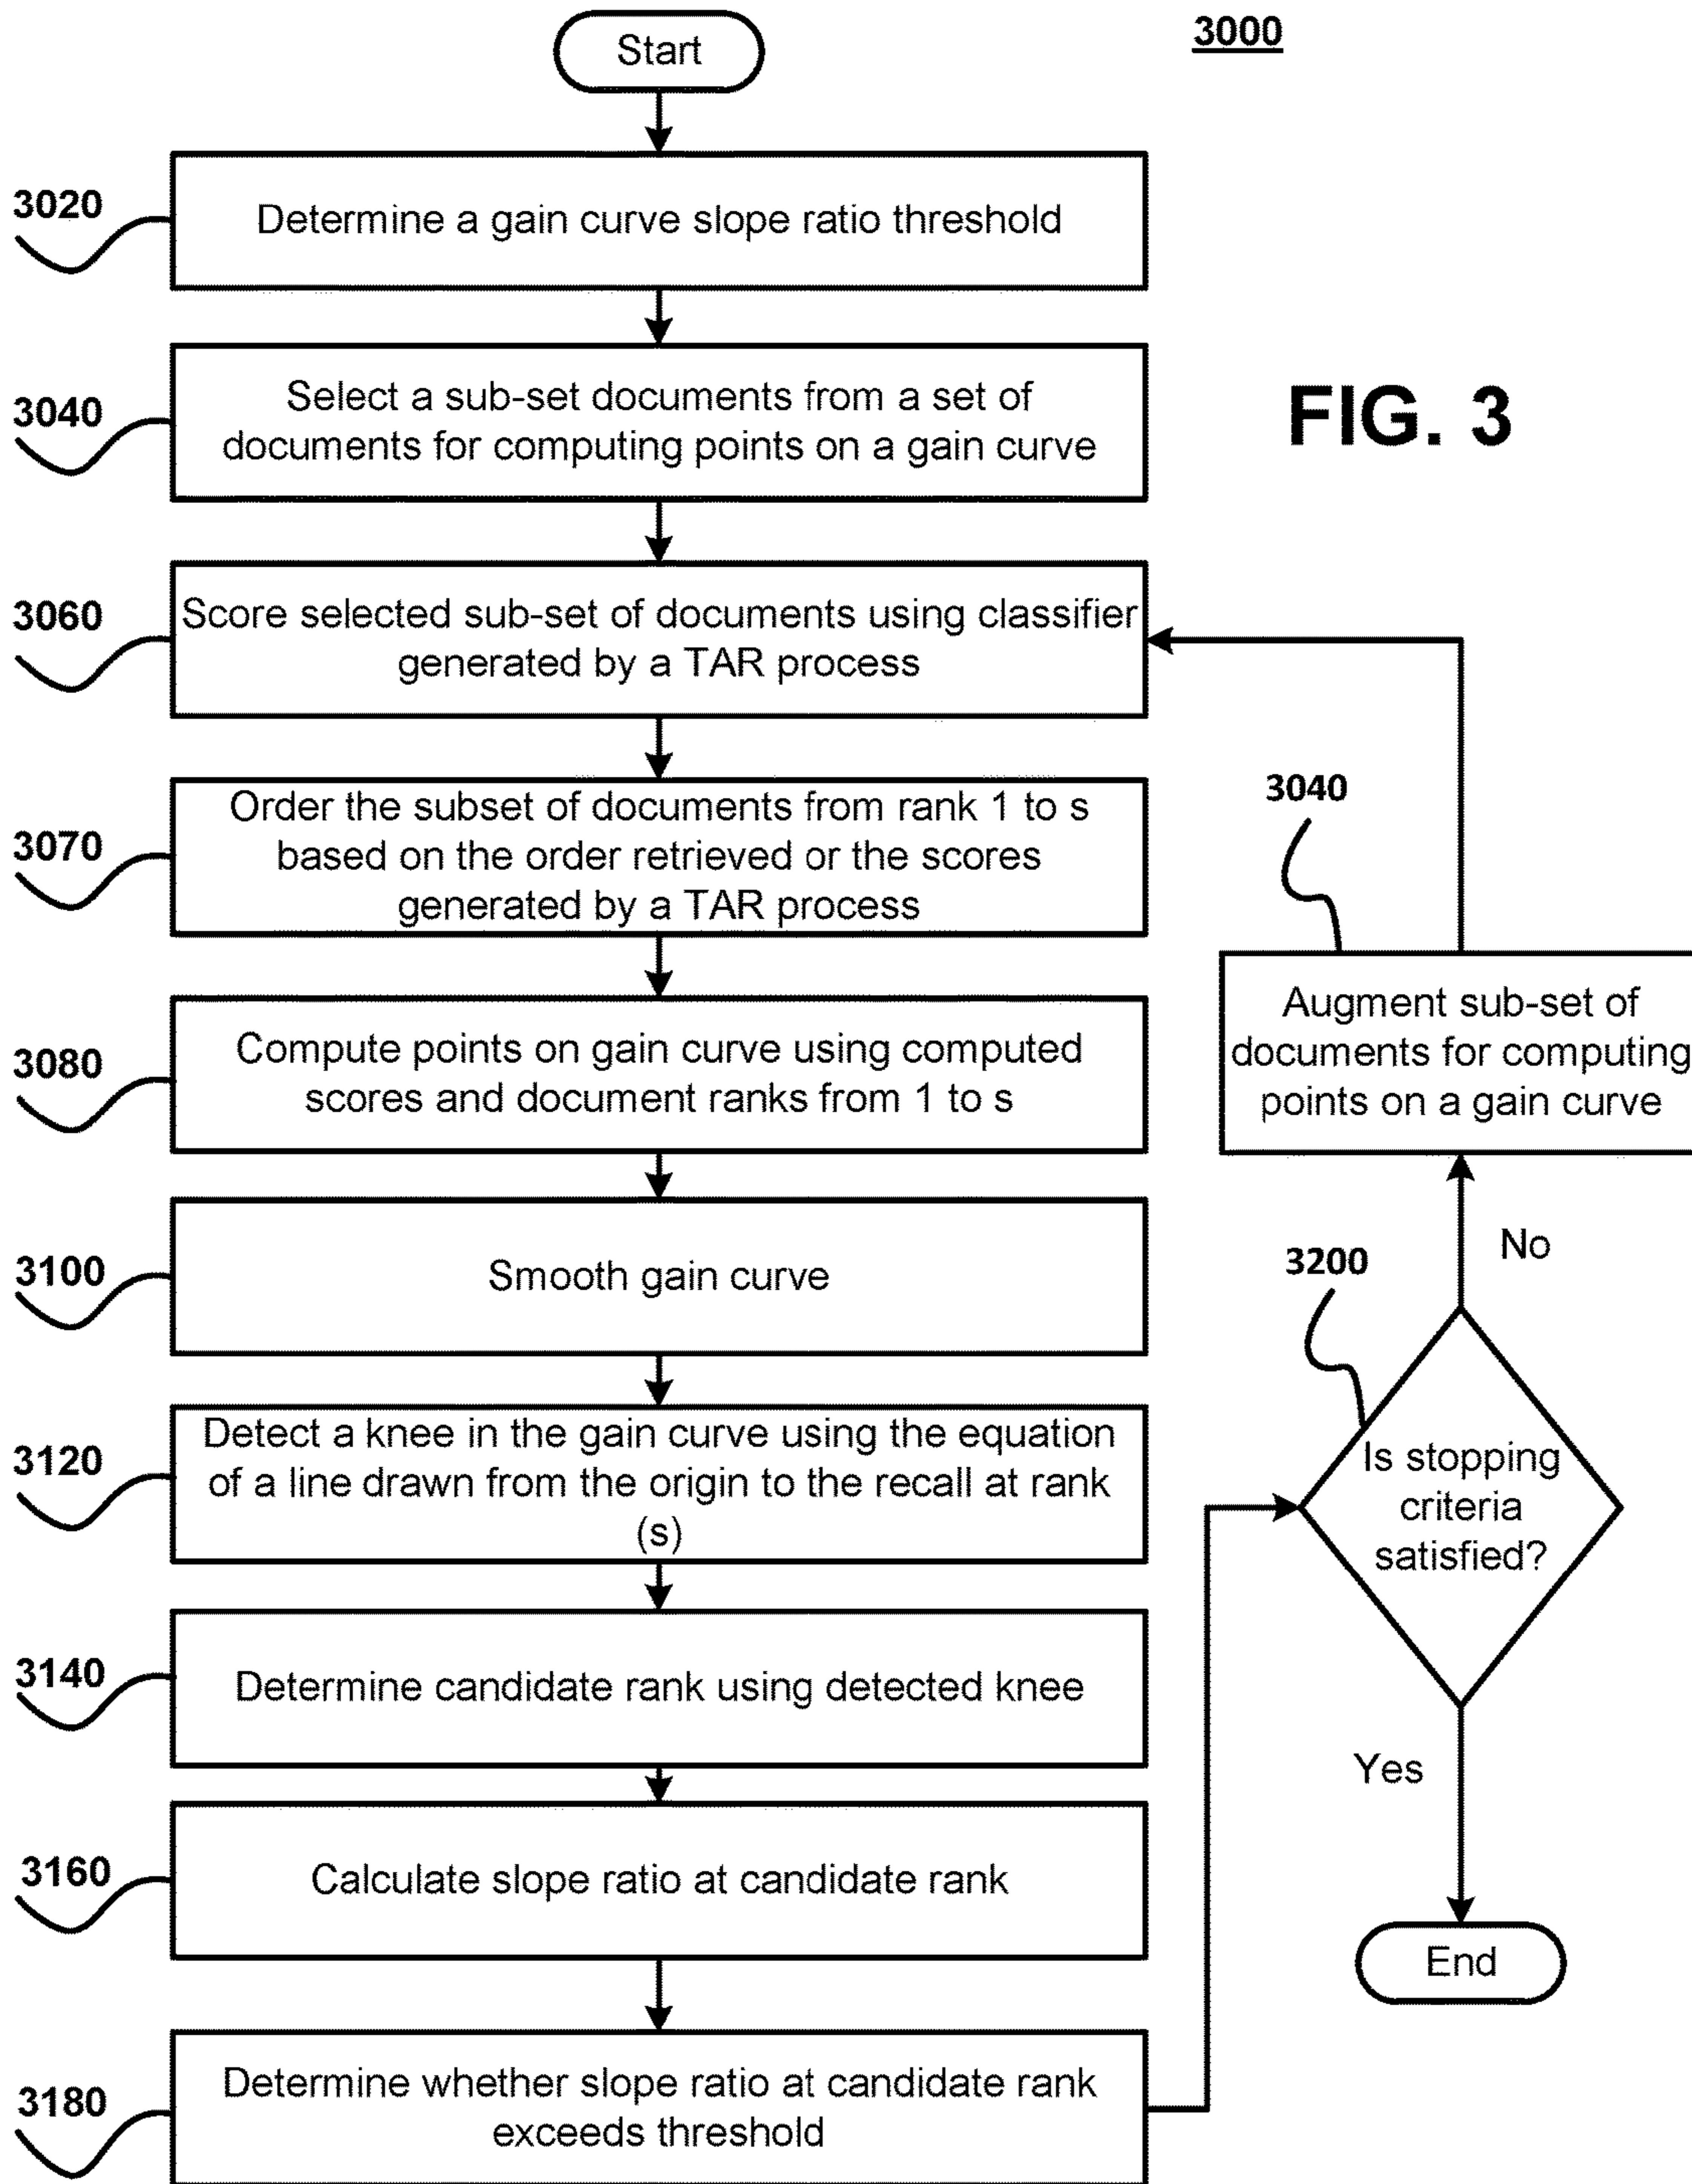 3000
Start
3020
Determine a gain curve slope ratio threshold
3040
Select a sub-set documents from a set of
documents for computing points on a gain curve
FIG. 3
3060
Score selected sub-set of documents using classifier
generated by a TAR process
3070
Order the subset of documents from rank 1 to s
based on the order retrieved or the scores
generated by a TAR process
3080
Compute points on gain curve using computed
scores and document ranks from 1 to s
3100
Smooth gain curve
3120
Detect a knee in the gain curve using the equation
of a line drawn from the origin to the recall at rank
(s)
3140
Determine candidate rank using detected knee
3160
Calculate slope ratio at candidate rank
3180
Determine whether slope ratio at candidate rank
exceeds threshold
3040
Augment sub-set of
documents for computing
points on a gain curve
No
3200
Is stopping
criteria
satisfied?
Yes
End